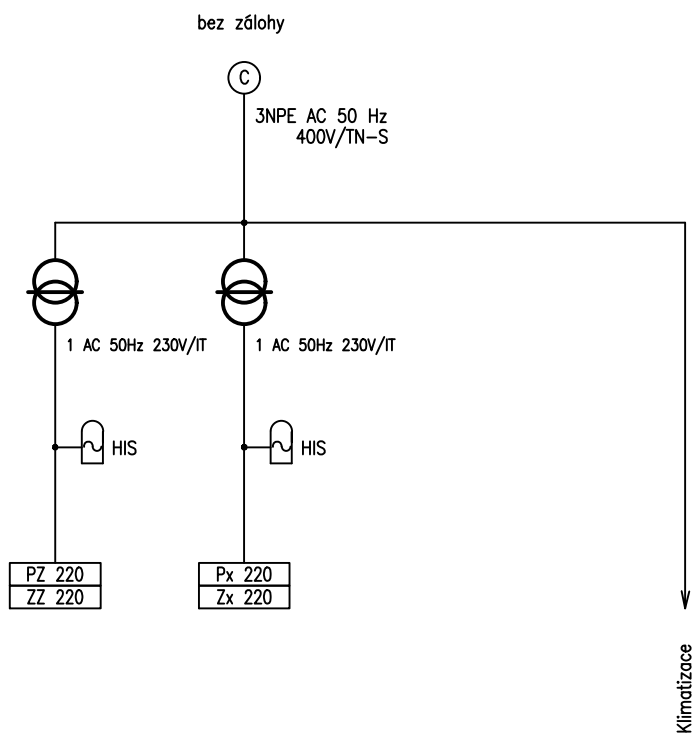 bez zálohy
C
3NPE AC 50 Hz
400V/TN-S
1 AC 50Hz 230V/IT
1 AC 50Hz 230V/IT
HIS
HIS
PZ 220
ZZ 220
Px 220
Zx 220
Klimatizace